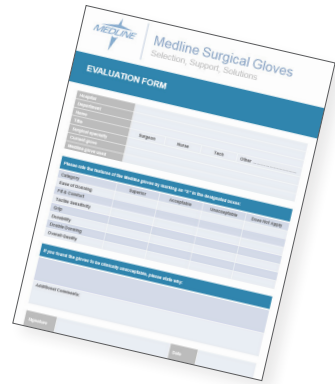 MEDLINE
Medline Surgical Gloves
Selection, Support, Solutions
EVALUATION FORM
Hospital
Department
Name
Title
Surgeon Nurse Tech Other
Surgical specialty
Current glove
Medline glove used
Please rate the features of the Medline gloves by marking an "X" in the designated boxes:
Category Superior Acceptable Unacceptable Does Not Apply
Ease of Donning
Fit & Comfort
Tactile Sensitivity
Grip
Durability
Double Gloving
Overall Quality
If you found the gloves to be clinically unacceptable, please state why:
Additional Comments:
Signature Date